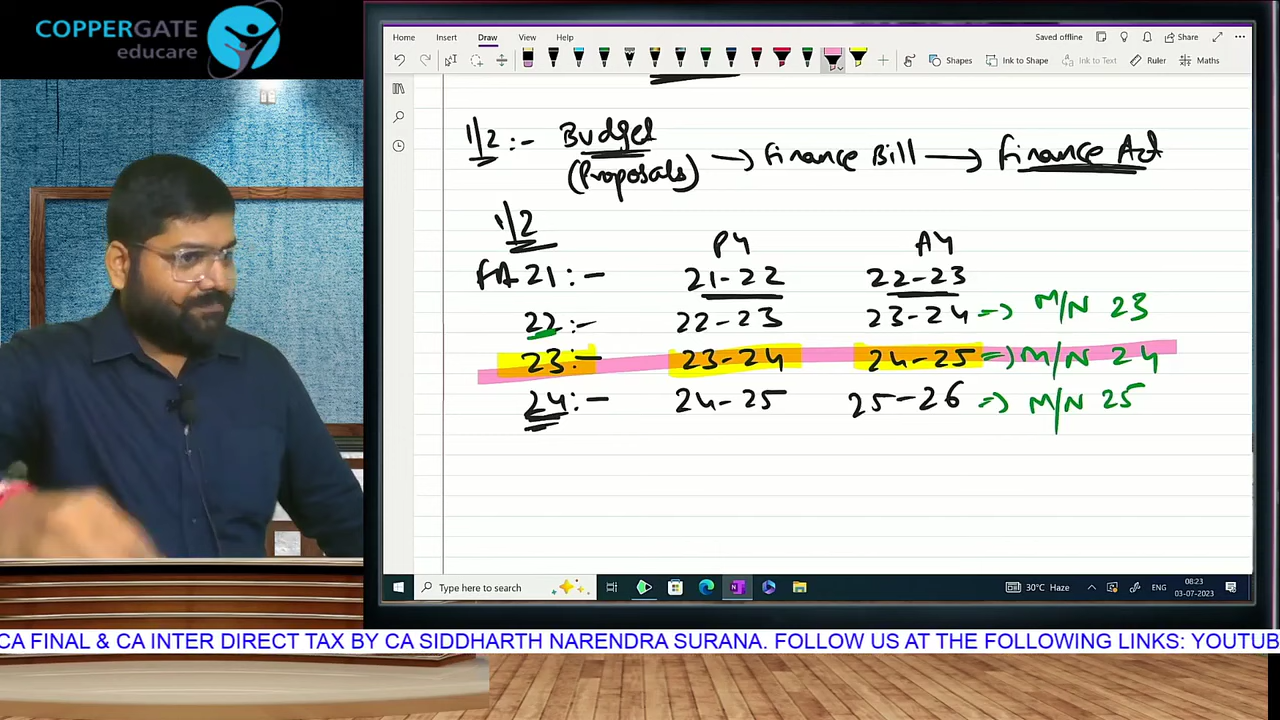 COPPERGATE
educare
Home Insert Draw View Help
Saved offline
Share
Shapes
Ink to Shape
Ink to Text
Ruler
Maths
1/2 :- Budget (Proposals) → Finance Bill → Finance Act
1/2
PY AY
FA 21 :- 21-22 22-23
22 :- 22-23 23-24 => M/N 23
23 :- 23-24 24-25 => M/N 24
24 :- 24-25 25-26 => M/N 25
Type here to search
30°C Haze
ENG
08:23
03-07-2023
CA FINAL & CA INTER DIRECT TAX BY CA SIDDHARTH NARENDRA SURANA. FOLLOW US AT THE FOLLOWING LINKS: YOUTUB